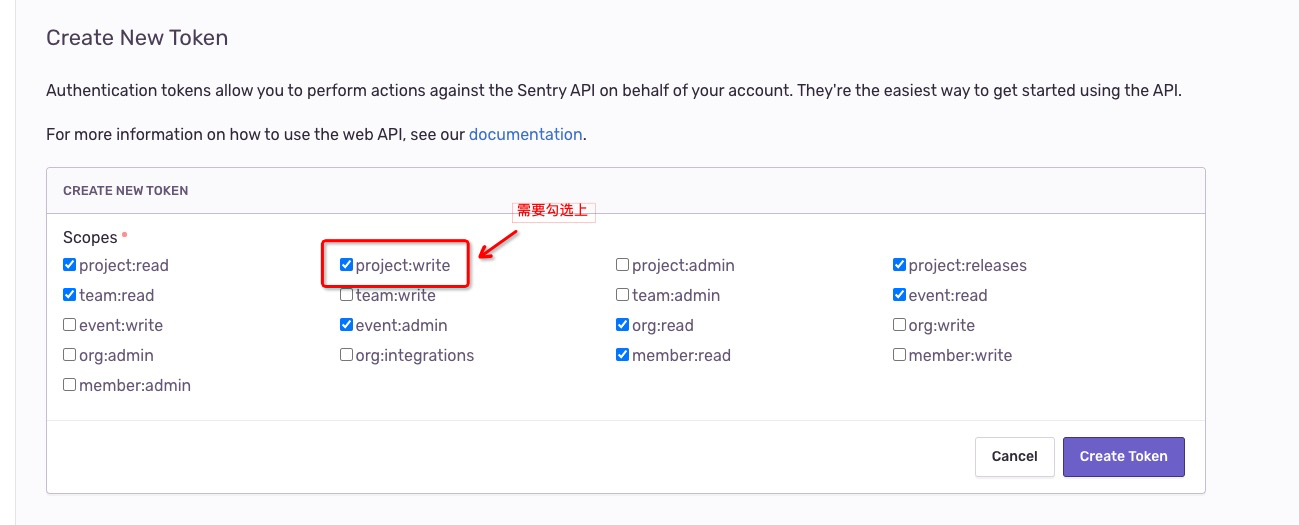 Create New Token
Authentication tokens allow you to perform actions against the Sentry API on behalf of your account. They're the easiest way to get started using the API.
For more information on how to use the web API, see our documentation.
CREATE NEW TOKEN
需要勾选上
Scopes *
project:read project:write project:admin project:releases
team:read team:write team:admin event:read
event:write event:admin org:read org:write
org:admin org:integrations member:read member:write
member:admin
Cancel Create Token